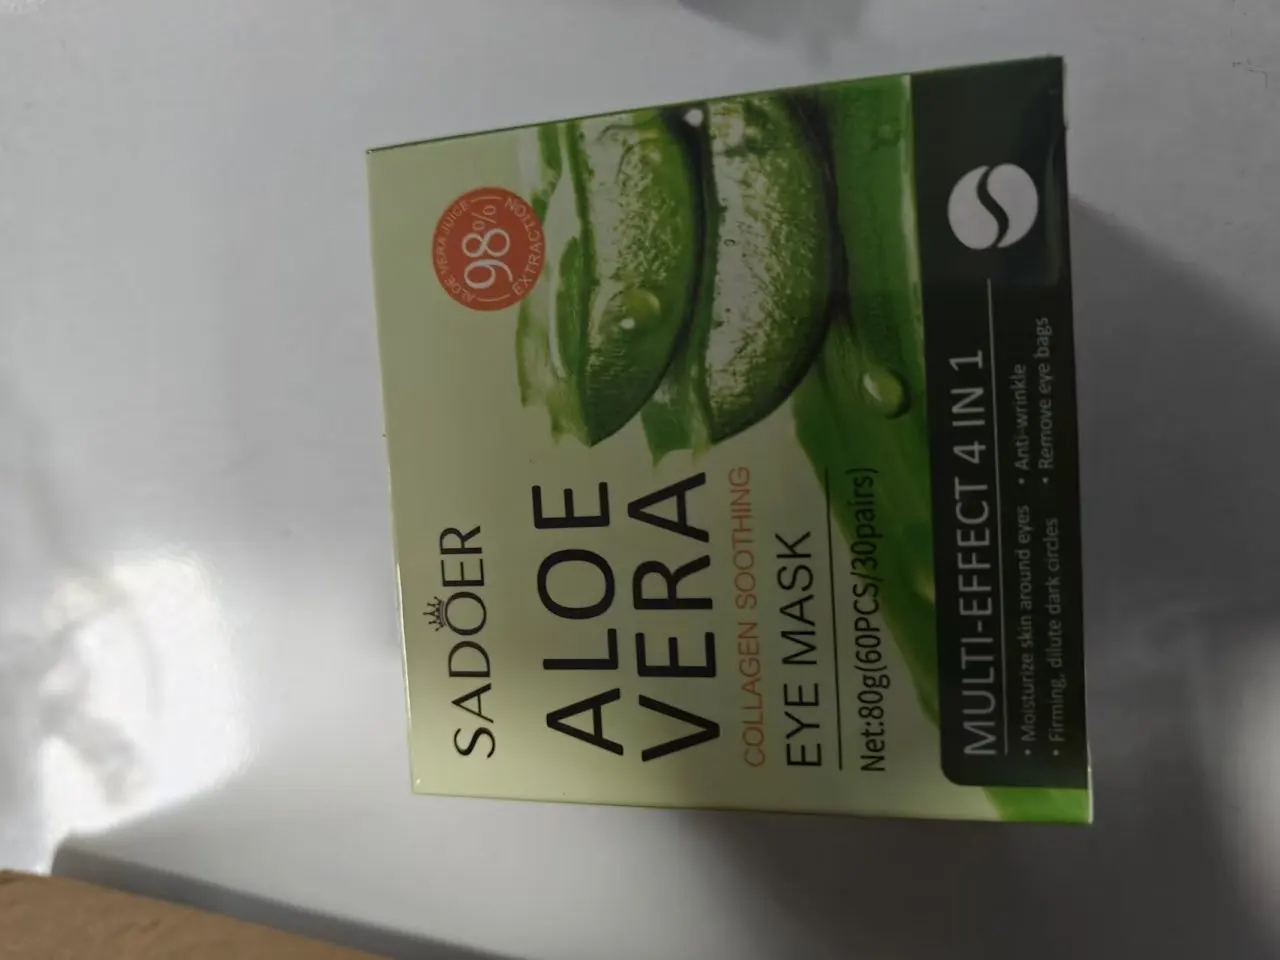 SADOER
ALOE VERA JUICE
98%
EXTRACTION
ALOE
VERA
COLLAGEN SOOTHING
EYE MASK
Net:80g(60PCS/30pairs)
MULTI-EFFECT 4 IN 1
• Moisturize skin around eyes • Anti-wrinkle
• Firming, dilute dark circles • Remove eye bags